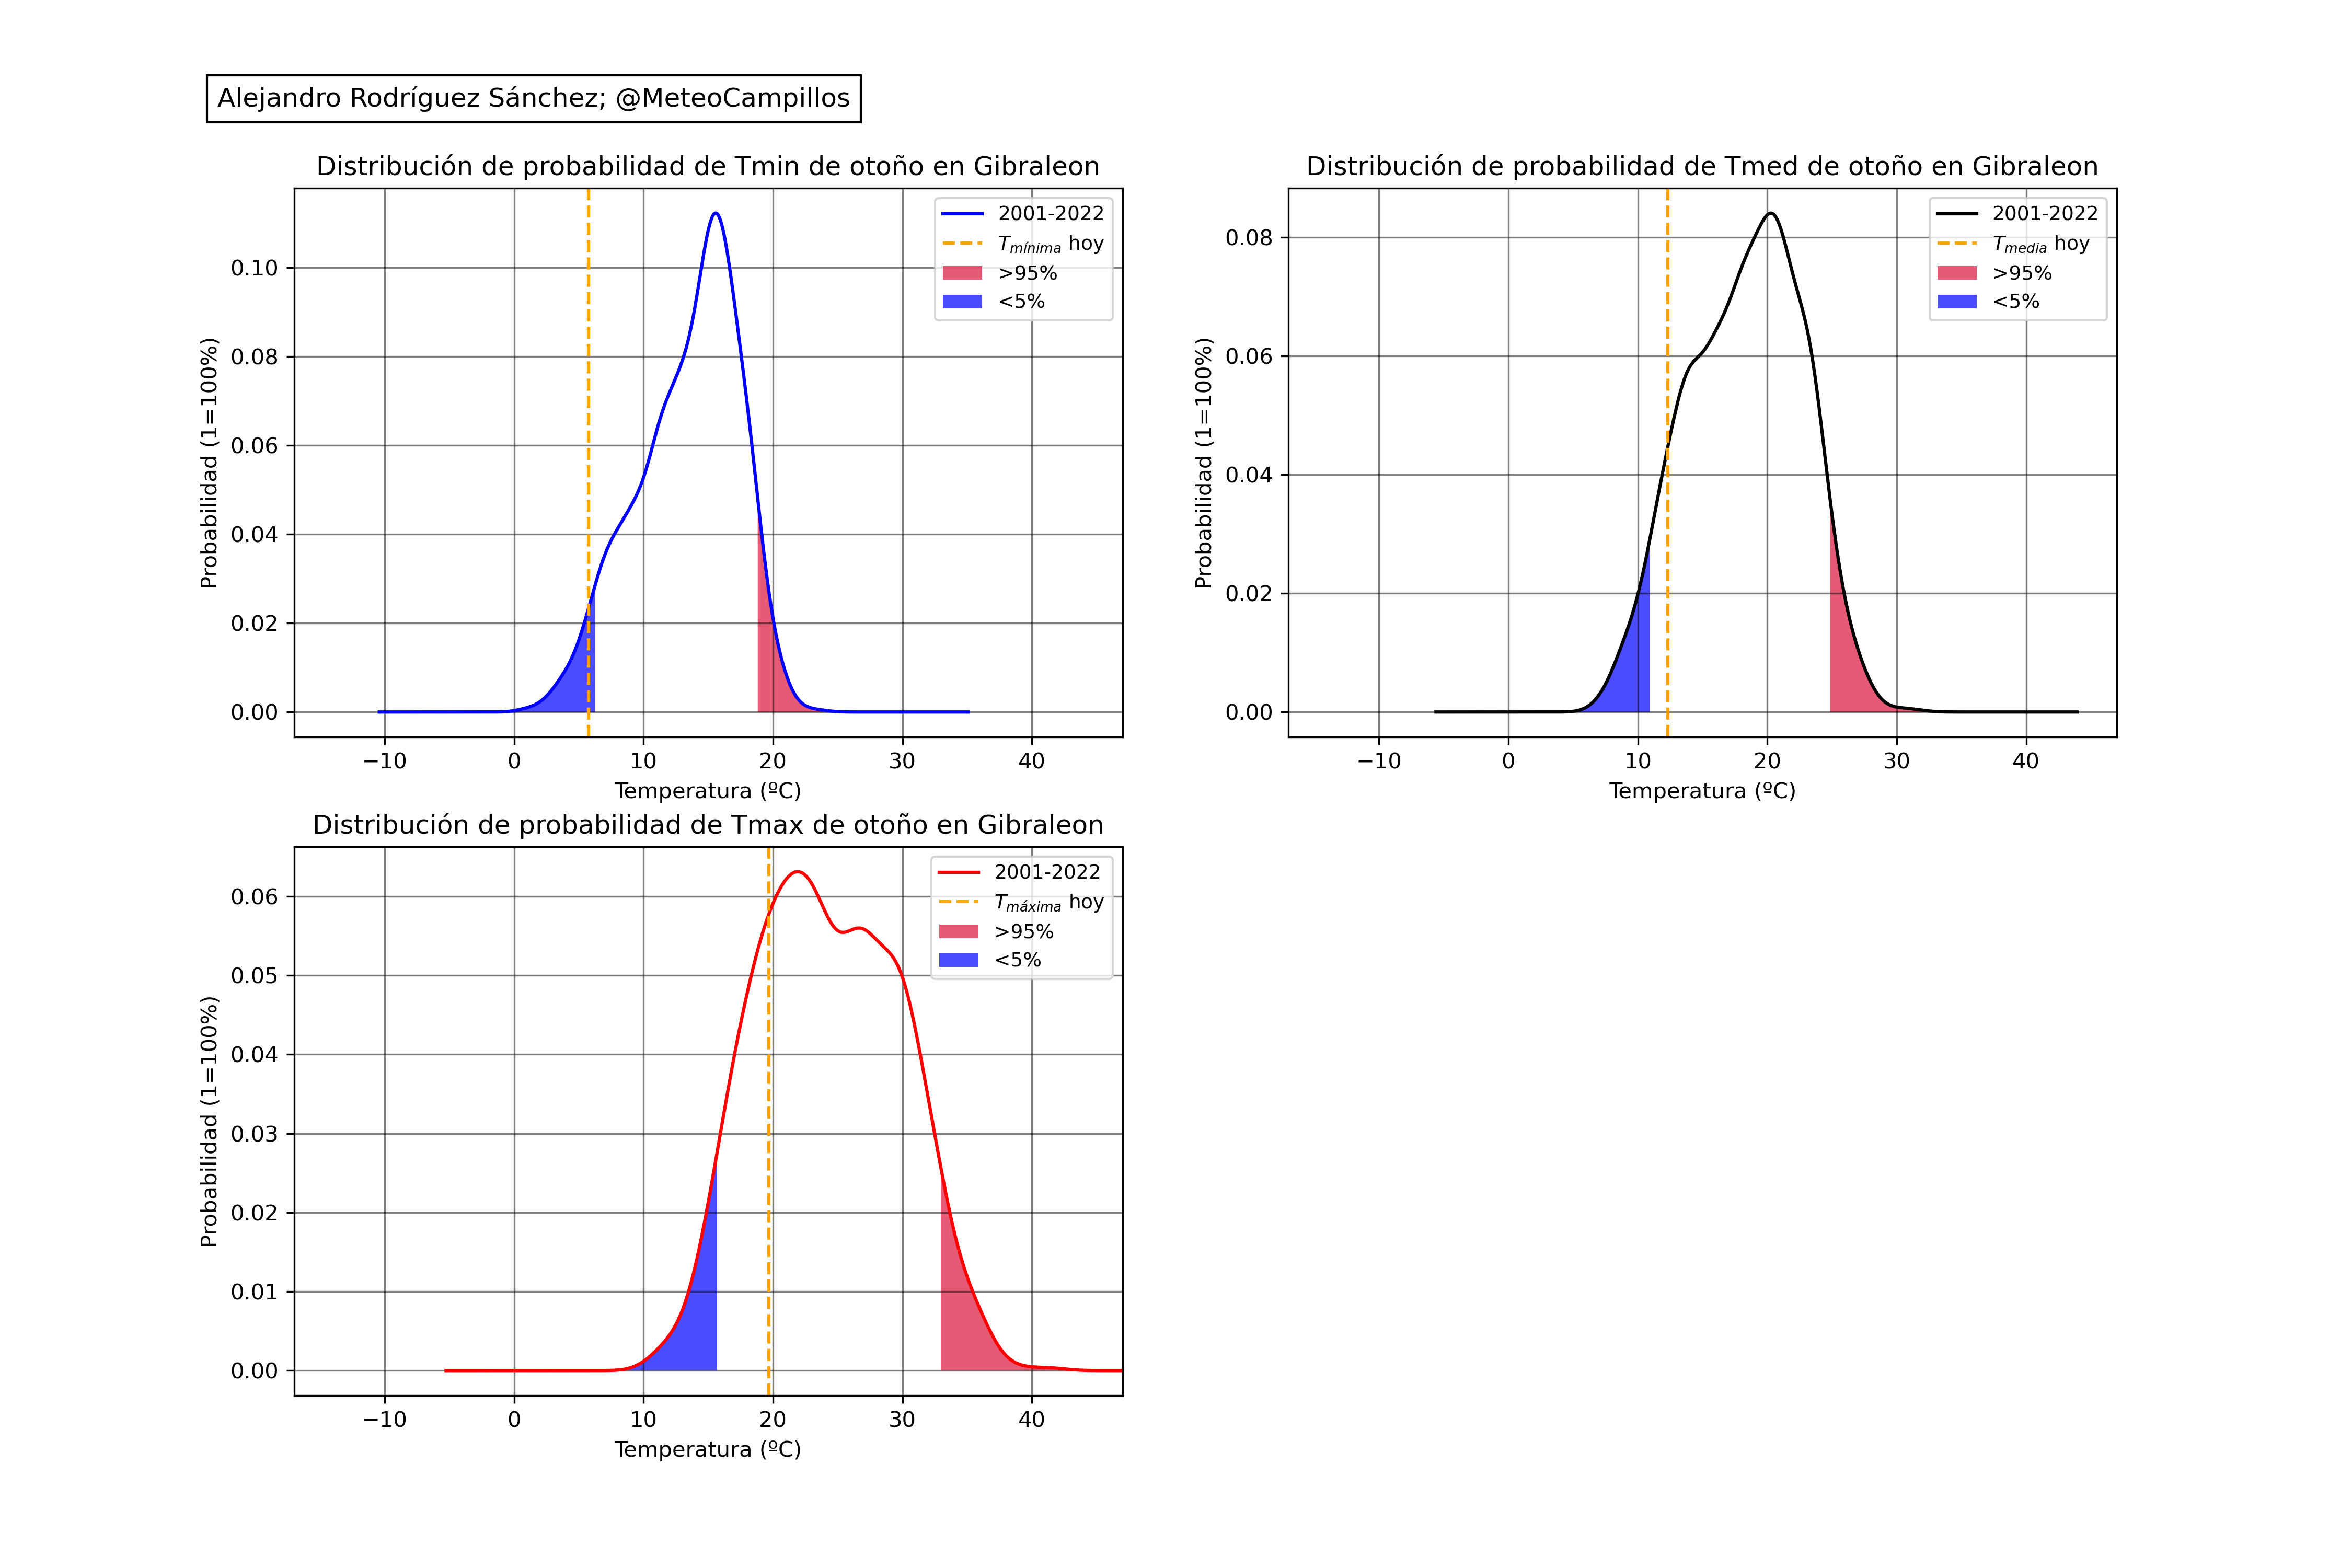 Alejandro Rodríguez Sánchez; @MeteoCampillos
Distribución de probabilidad de Tmin de otoño en Gibraleon
Probabilidad (1=100%)
0.10
0.08
0.06
0.04
0.02
0.00
−10 0 10 20 30 40
Temperatura (ºC)
2001-2022
Tmínima hoy
>95%
<5%
Distribución de probabilidad de Tmed de otoño en Gibraleon
Probabilidad (1=100%)
0.08
0.06
0.04
0.02
0.00
−10 0 10 20 30 40
Temperatura (ºC)
2001-2022
Tmedia hoy
>95%
<5%
Distribución de probabilidad de Tmax de otoño en Gibraleon
Probabilidad (1=100%)
0.06
0.05
0.04
0.03
0.02
0.01
0.00
−10 0 10 20 30 40
Temperatura (ºC)
2001-2022
Tmáxima hoy
>95%
<5%